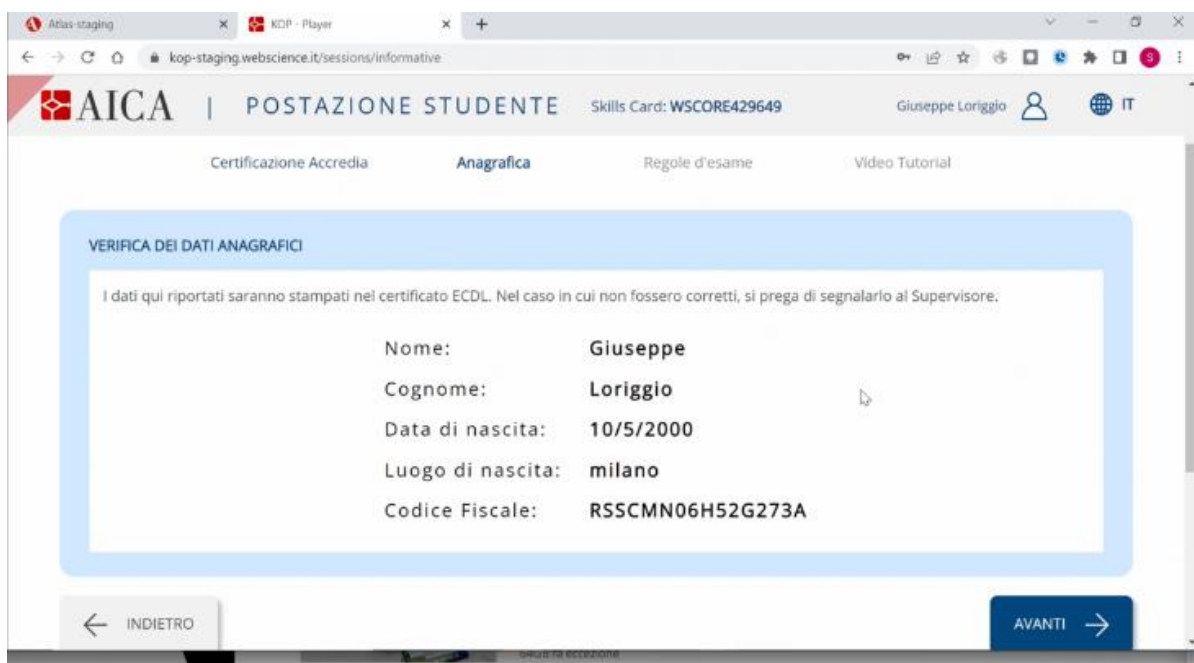 Atlas-staging
KOP - Player
kop-staging.webscience.it/sessions/informative
S
AICA | POSTAZIONE STUDENTE Skills Card: WSCORE429649 Giuseppe Loriggio IT
Certificazione Accredia Anagrafica Regole d'esame Video Tutorial
VERIFICA DEI DATI ANAGRAFICI
I dati qui riportati saranno stampati nel certificato ECDL. Nel caso in cui non fossero corretti, si prega di segnalarlo al Supervisore.
Nome: Giuseppe
Cognome: Loriggio
Data di nascita: 10/5/2000
Luogo di nascita: milano
Codice Fiscale: RSSCMN06H52G273A
INDIETRO
AVANTI
eccezione